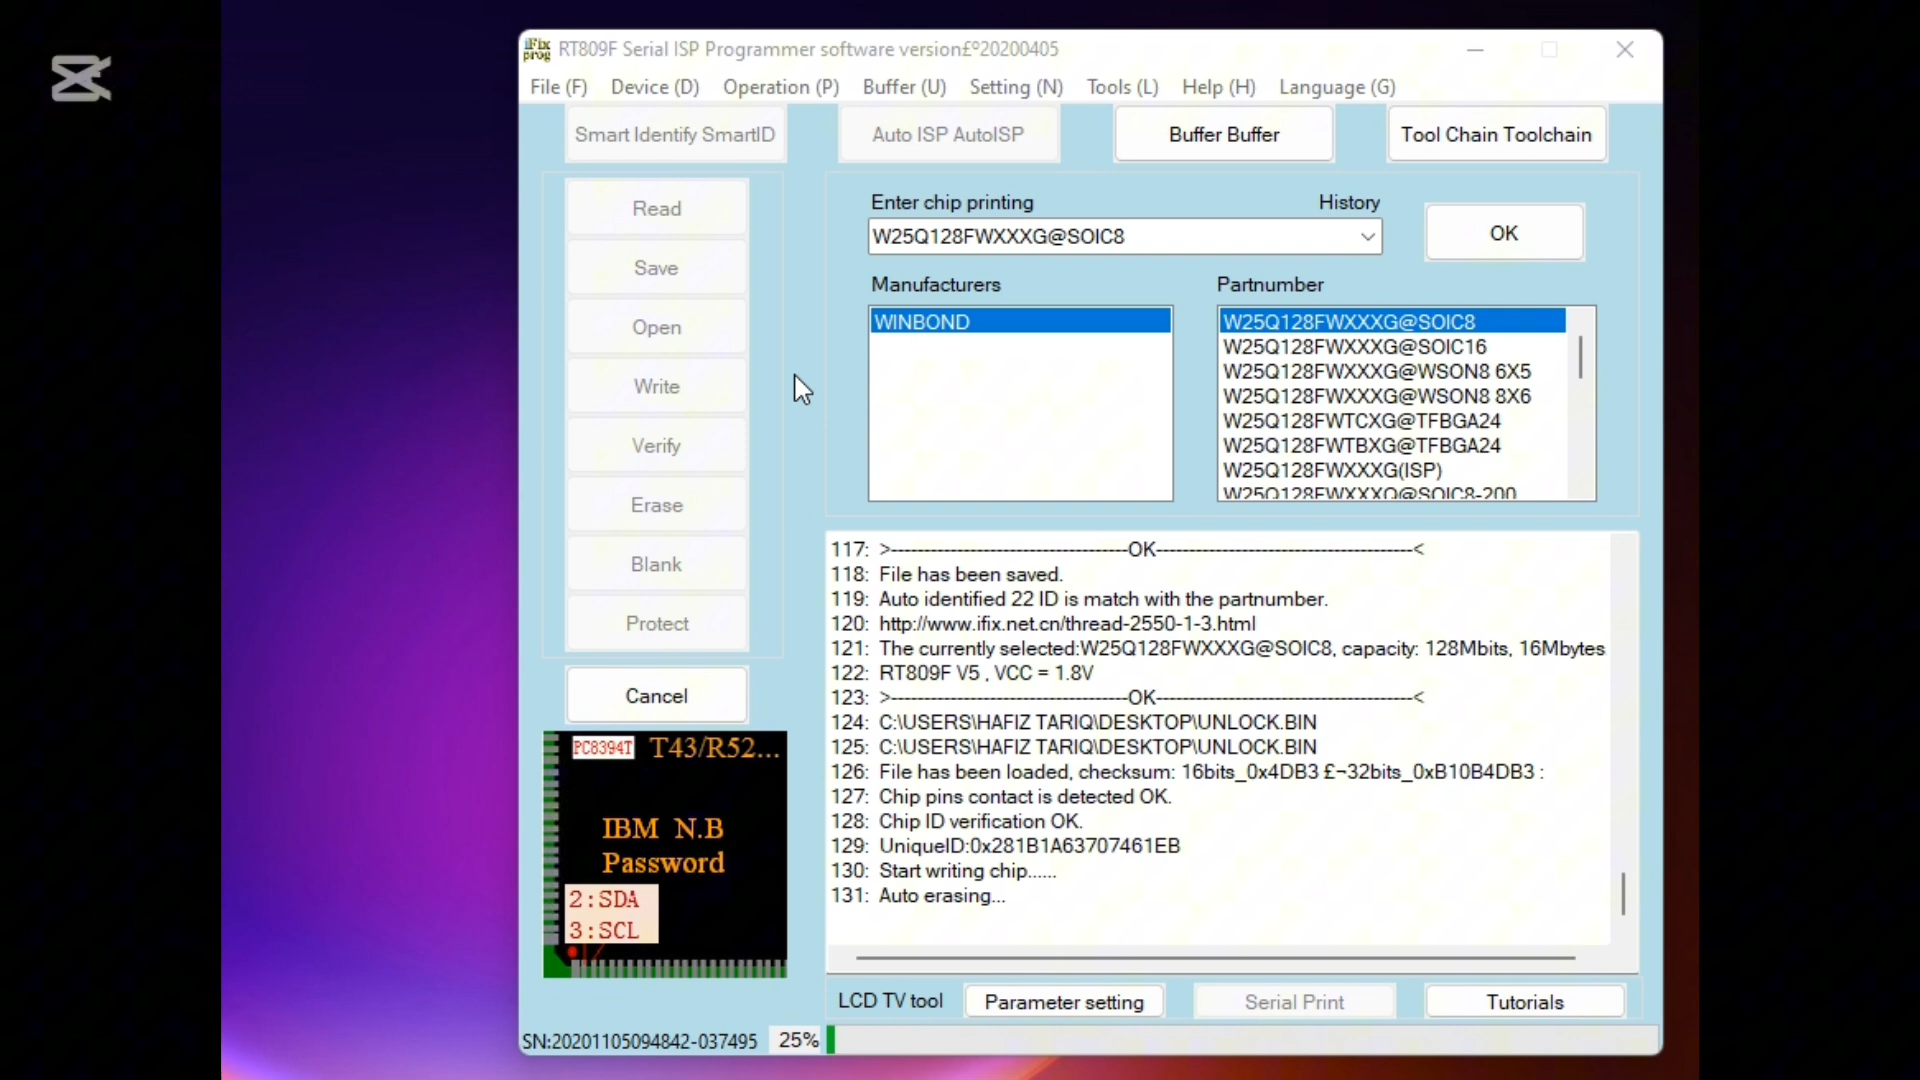 iFix
prog
RT809F Serial ISP Programmer software version£º20200405
File (F) Device (D) Operation (P) Buffer (U) Setting (N) Tools (L) Help (H) Language (G)
Smart Identify SmartID
Auto ISP AutoISP
Buffer Buffer
Tool Chain Toolchain
Read
Save
Open
Write
Verify
Erase
Blank
Protect
Cancel
Enter chip printing
History
W25Q128FWXXXG@SOIC8
OK
Manufacturers
WINBOND
Partnumber
W25Q128FWXXXG@SOIC8
W25Q128FWXXXG@SOIC16
W25Q128FWXXXG@WSON8 6X5
W25Q128FWXXXG@WSON8 8X6
W25Q128FWTCXG@TFBGA24
W25Q128FWTBXG@TFBGA24
W25Q128FWXXXG(ISP)
W25Q128FWXXXQ@SOIC8-200
117: >-----------------------------------OK--------------------------------------<
118: File has been saved.
119: Auto identified 22 ID is match with the partnumber.
120: http://www.ifix.net.cn/thread-2550-1-3.html
121: The currently selected:W25Q128FWXXXG@SOIC8, capacity: 128Mbits, 16Mbytes
122: RT809F V5 , VCC = 1.8V
123: >-----------------------------------OK--------------------------------------<
124: C:\USERS\HAFIZ TARIQ\DESKTOP\UNLOCK.BIN
125: C:\USERS\HAFIZ TARIQ\DESKTOP\UNLOCK.BIN
126: File has been loaded, checksum: 16bits_0x4DB3 £¬32bits_0xB10B4DB3 :
127: Chip pins contact is detected OK.
128: Chip ID verification OK.
129: UniqueID:0x281B1A63707461EB
130: Start writing chip......
131: Auto erasing...
PC8394T T43/R52...
IBM N.B
Password
2:SDA
3:SCL
LCD TV tool
Parameter setting
Serial Print
Tutorials
SN:20201105094842-037495
25%